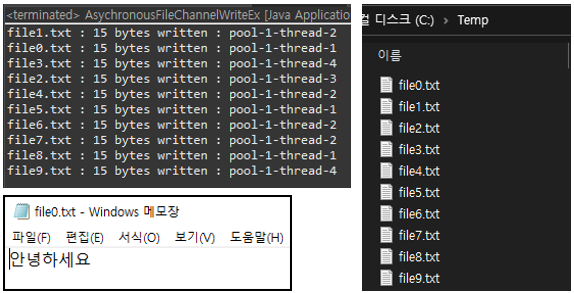 <terminated> AsychronousFileChannelWriteEx [Java Applicatio
file1.txt : 15 bytes written : pool-1-thread-2
file0.txt : 15 bytes written : pool-1-thread-1
file3.txt : 15 bytes written : pool-1-thread-4
file2.txt : 15 bytes written : pool-1-thread-3
file4.txt : 15 bytes written : pool-1-thread-2
file5.txt : 15 bytes written : pool-1-thread-1
file6.txt : 15 bytes written : pool-1-thread-2
file7.txt : 15 bytes written : pool-1-thread-2
file8.txt : 15 bytes written : pool-1-thread-1
file9.txt : 15 bytes written : pool-1-thread-4
file0.txt - Windows 메모장
파일(F) 편집(E) 서식(O) 보기(V) 도움말(H)
안녕하세요
컬 디스크 (C:) > Temp
이름
file0.txt
file1.txt
file2.txt
file3.txt
file4.txt
file5.txt
file6.txt
file7.txt
file8.txt
file9.txt